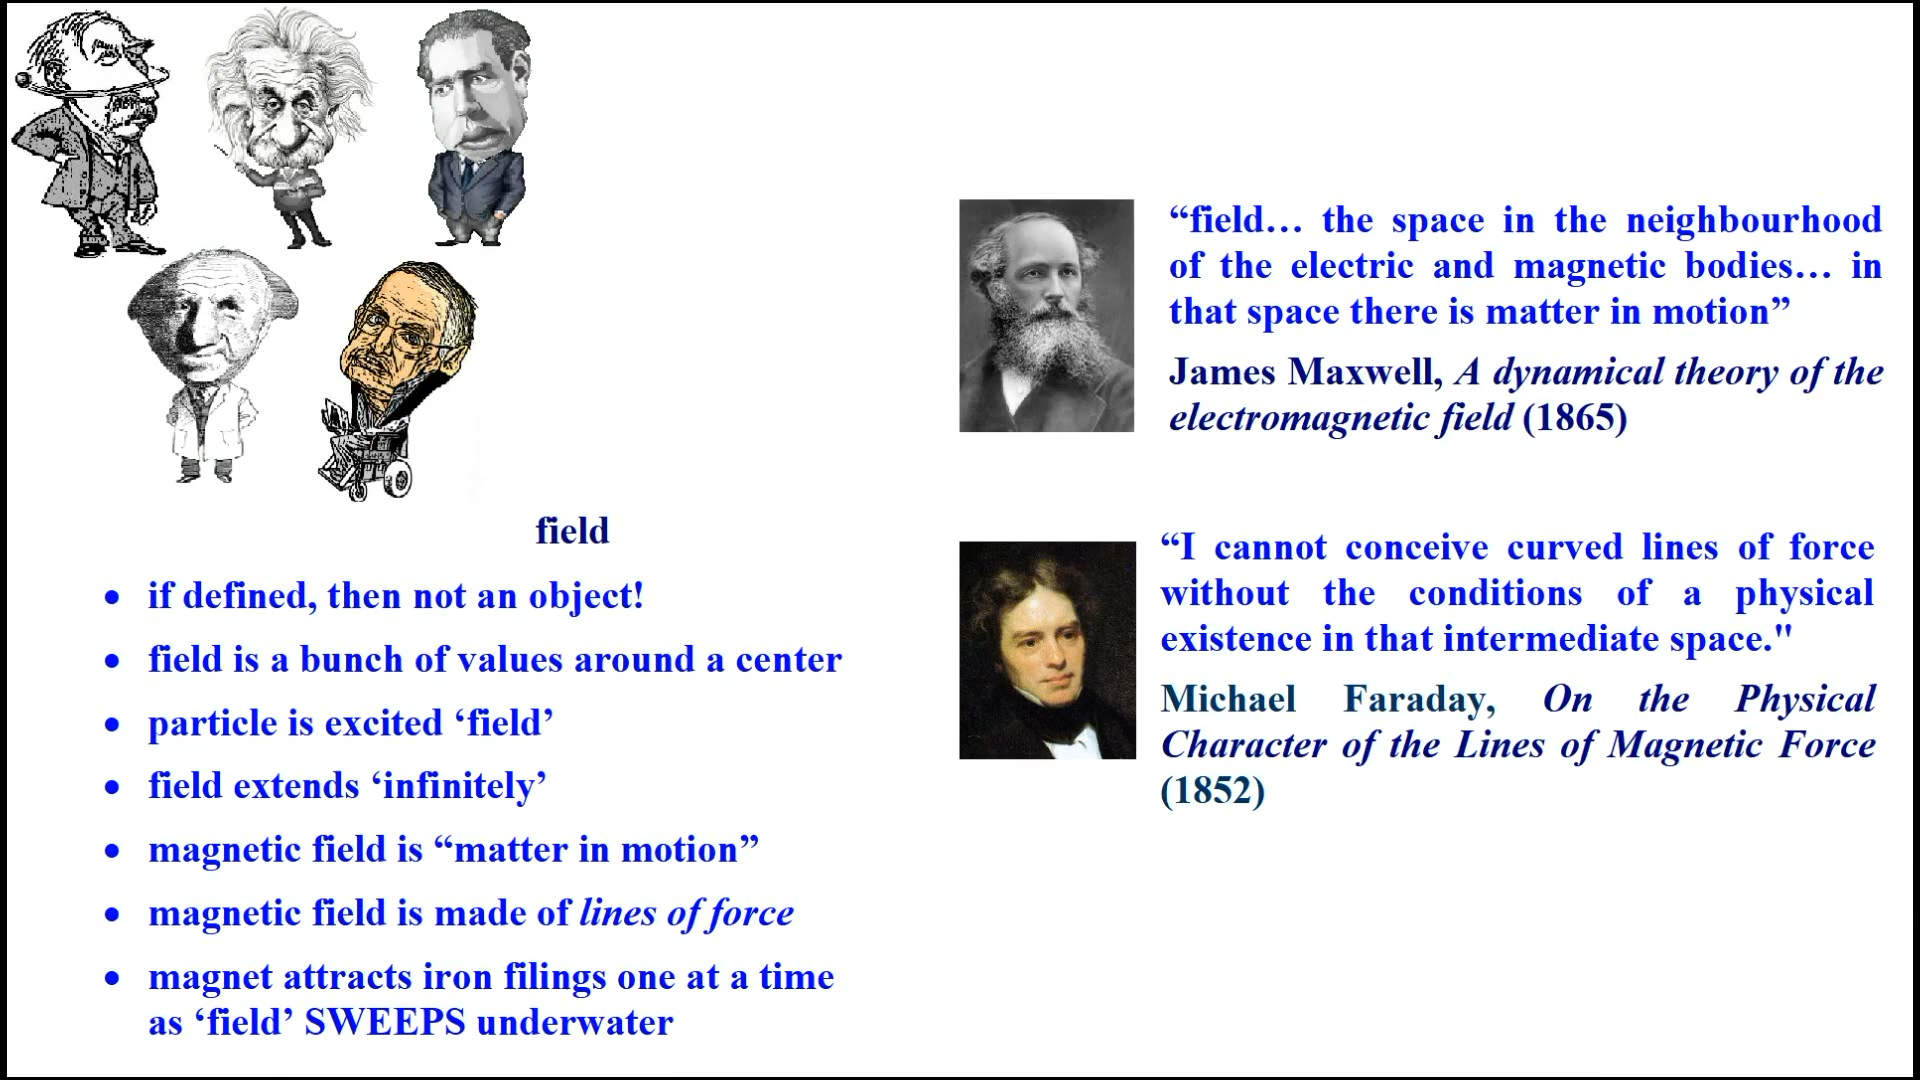 field
• if defined, then not an object!
• field is a bunch of values around a center
• particle is excited ‘field’
• field extends ‘infinitely’
• magnetic field is “matter in motion”
• magnetic field is made of lines of force
• magnet attracts iron filings one at a time
as ‘field’ SWEEPS underwater
“field… the space in the neighbourhood
of the electric and magnetic bodies… in
that space there is matter in motion”
James Maxwell, A dynamical theory of the
electromagnetic field (1865)
“I cannot conceive curved lines of force
without the conditions of a physical
existence in that intermediate space."
Michael Faraday, On the Physical
Character of the Lines of Magnetic Force
(1852)